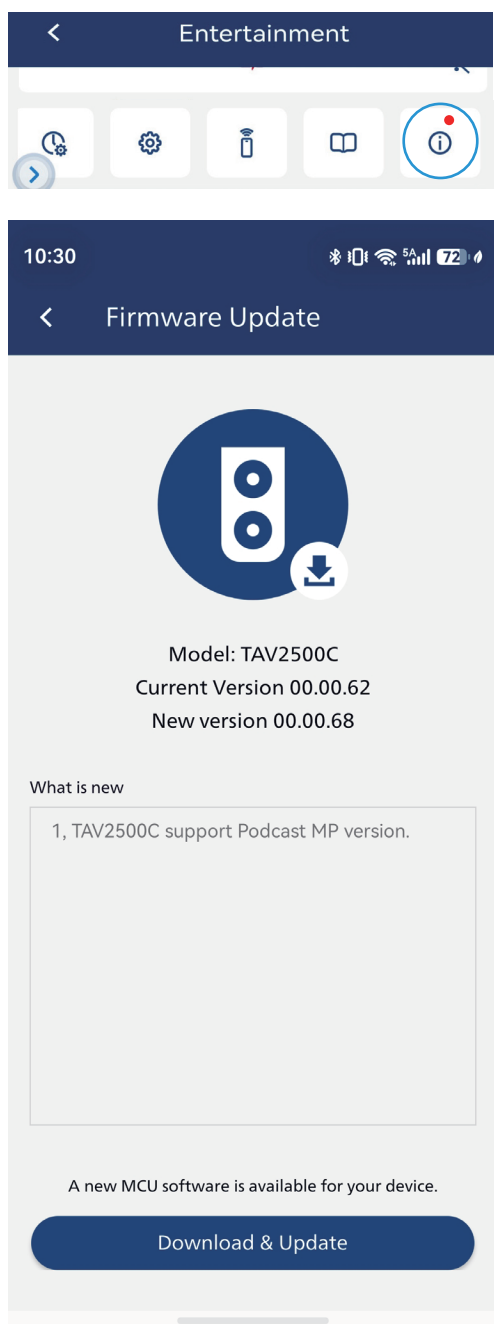 Entertainment
10:30
5A
72
Firmware Update
Model: TAV2500C
Current Version 00.00.62
New version 00.00.68
What is new
1, TAV2500C support Podcast MP version.
A new MCU software is available for your device.
Download & Update